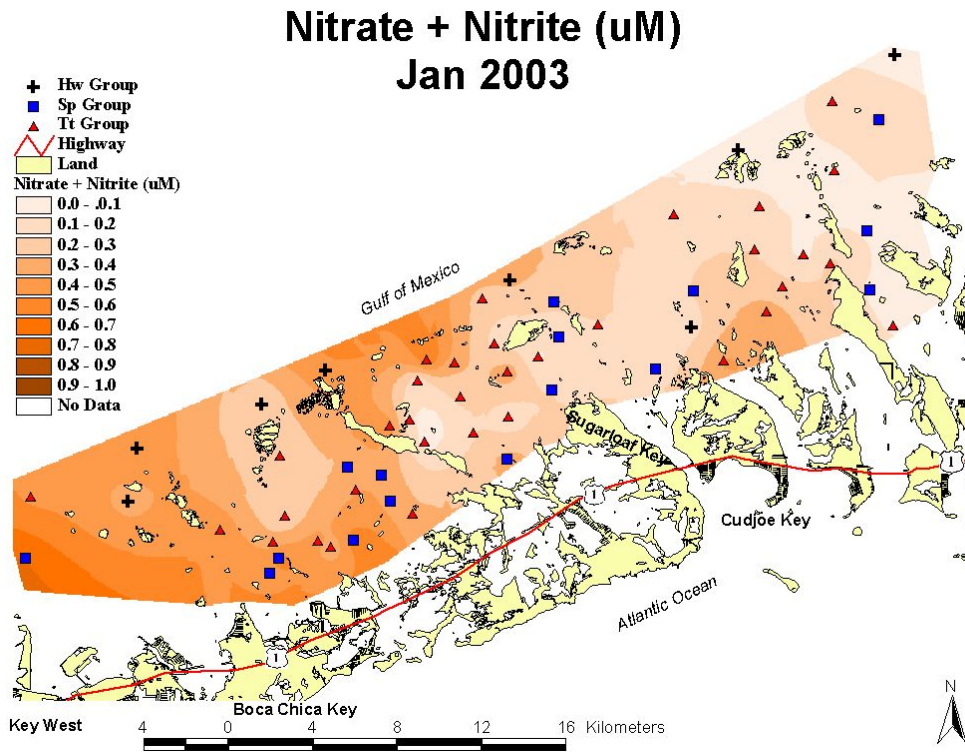 Nitrate + Nitrite (uM)
Jan 2003
Hw Group
Sp Group
Tt Group
Highway
Land
Nitrate + Nitrite (uM)
0.0 - .0.1
0.1 - 0.2
0.2 - 0.3
0.3 - 0.4
0.4 - 0.5
0.5 - 0.6
0.6 - 0.7
0.7 - 0.8
0.8 - 0.9
0.9 - 1.0
No Data
Gulf of Mexico
Sugarloaf Key
1
1
1
Cudjoe Key
Atlantic Ocean
Boca Chica Key
Key West
4 0 4 8 12 16 Kilometers
N